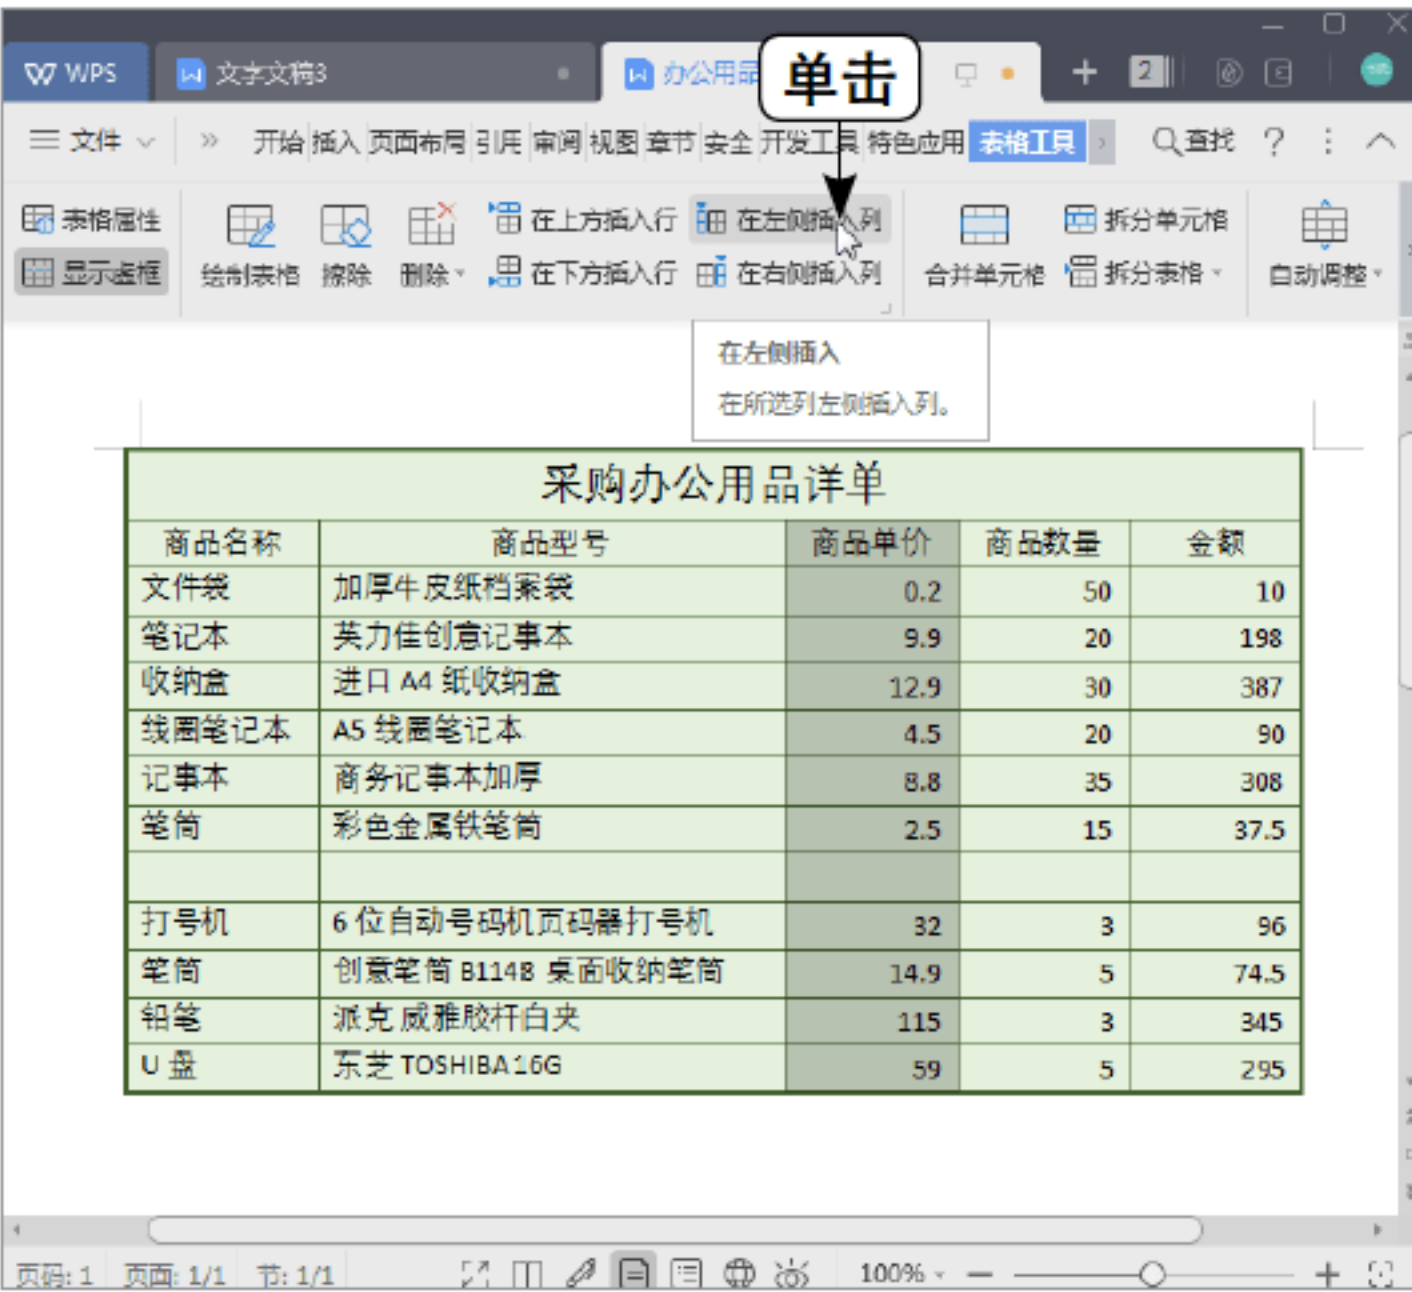 WPS 文字文稿3 办公用品 单击 2
文件 开始 插入 页面布局 引用 审阅 视图 章节 安全 开发工具 特色应用 表格工具 查找 ?
表格属性 在上方插入行 在左侧插入列 拆分单元格
显示虚框 绘制表格 擦除 删除 在下方插入行 在右侧插入列 合并单元格 拆分表格 自动调整
在左侧插入
在所选列左侧插入列。
采购办公用品详单
商品名称 商品型号 商品单价 商品数量 金额
文件袋 加厚牛皮纸档案袋 0.2 50 10
笔记本 英力佳创意记事本 9.9 20 198
收纳盒 进口 A4 纸收纳盒 12.9 30 387
线圈笔记本 A5 线圈笔记本 4.5 20 90
记事本 商务记事本加厚 8.8 35 308
笔筒 彩色金属铁笔筒 2.5 15 37.5
打号机 6 位自动号码机页码器打号机 32 3 96
笔筒 创意笔筒 B1148 桌面收纳笔筒 14.9 5 74.5
铅笔 派克 威雅胶杆白夹 115 3 345
U 盘 东芝 TOSHIBA 16G 59 5 295
页码: 1 页面: 1/1 节: 1/1 100%